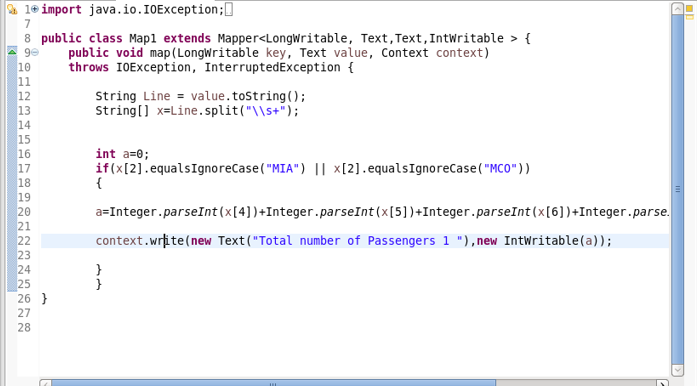 1 import java.io.IOException;
7
8 public class Map1 extends Mapper<LongWritable, Text,Text,IntWritable > {
9 public void map(LongWritable key, Text value, Context context)
10 throws IOException, InterruptedException {
11
12 String Line = value.toString();
13 String[] x=Line.split("\\s+");
14
15
16 int a=0;
17 if(x[2].equalsIgnoreCase("MIA") || x[2].equalsIgnoreCase("MCO"))
18 {
19
20 a=Integer.parseInt(x[4])+Integer.parseInt(x[5])+Integer.parseInt(x[6])+Integer.parse
21
22 context.write(new Text("Total number of Passengers 1 "),new IntWritable(a));
23
24 }
25 }
26 }
27
28